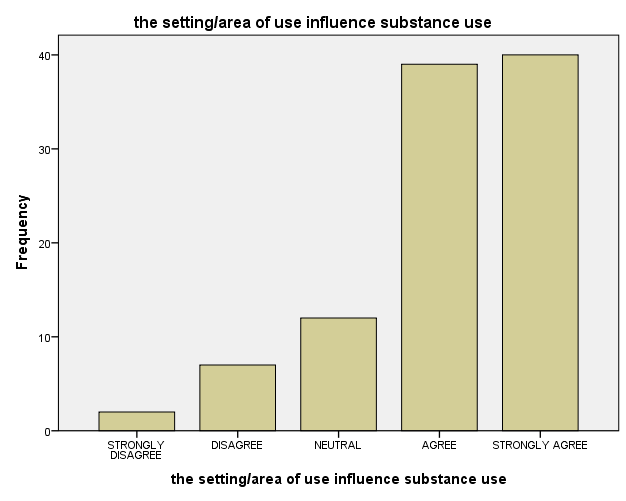 the setting/area of use influence substance use
Frequency
40
30
20
10
0
STRONGLY
DISAGREE
DISAGREE
NEUTRAL
AGREE
STRONGLY AGREE
the setting/area of use influence substance use